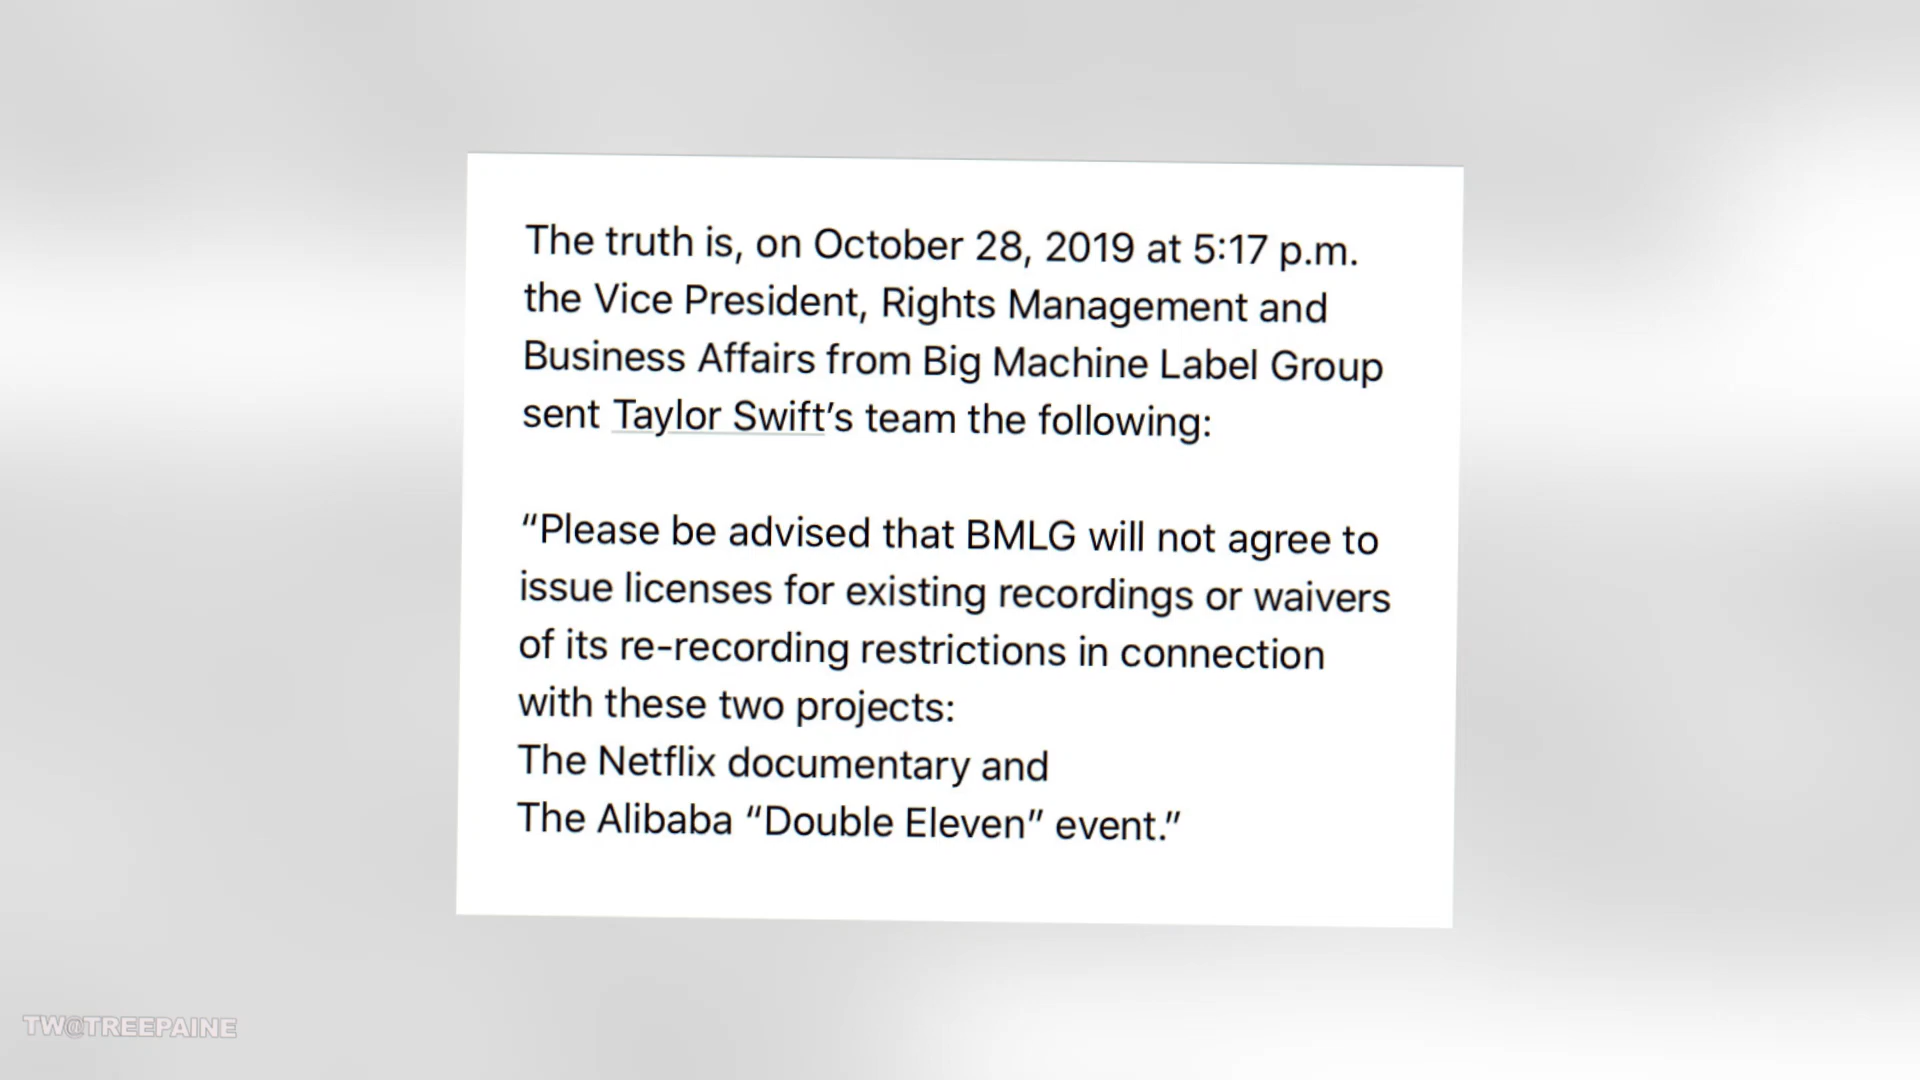 The truth is, on October 28, 2019 at 5:17 p.m.
the Vice President, Rights Management and
Business Affairs from Big Machine Label Group
sent Taylor Swift’s team the following:
“Please be advised that BMLG will not agree to
issue licenses for existing recordings or waivers
of its re-recording restrictions in connection
with these two projects:
The Netflix documentary and
The Alibaba “Double Eleven” event.”
TW@TREEPAINE